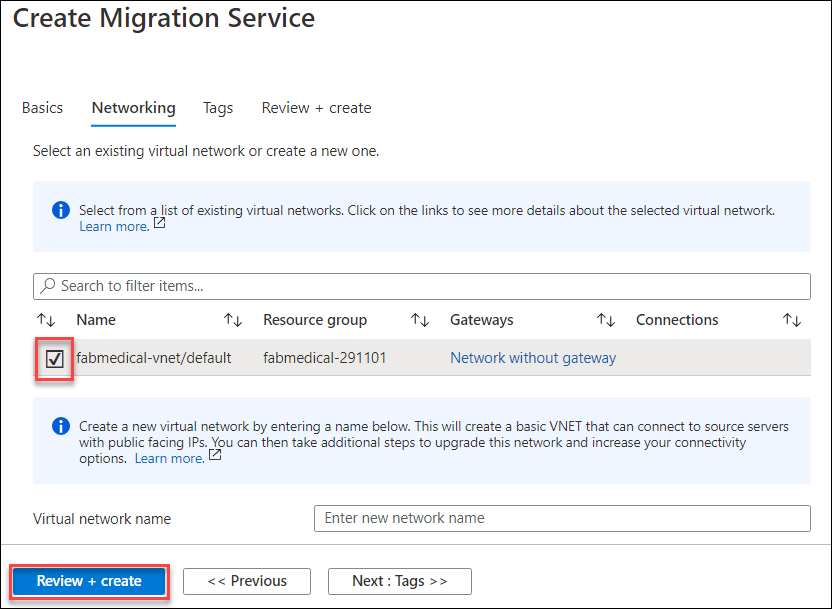 Create Migration Service
Basics Networking Tags Review + create
Select an existing virtual network or create a new one.
Select from a list of existing virtual networks. Click on the links to see more details about the selected virtual network.
Learn more.
Search to filter items...
Name Resource group Gateways Connections
fabmedical-vnet/default fabmedical-291101 Network without gateway
Create a new virtual network by entering a name below. This will create a basic VNET that can connect to source servers
with public facing IPs. You can then take additional steps to upgrade this network and increase your connectivity
options. Learn more.
Virtual network name Enter new network name
Review + create << Previous Next : Tags >>